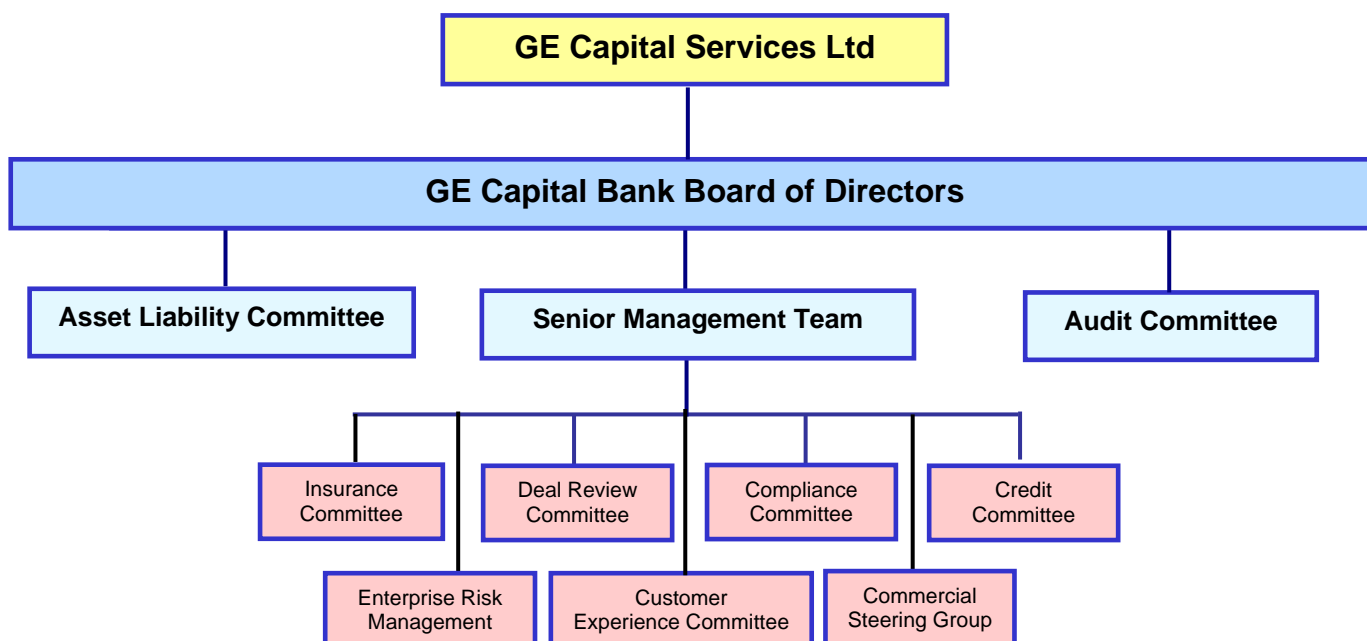 GE Capital Services Ltd
GE Capital Bank Board of Directors
Asset Liability Committee
Senior Management Team
Audit Committee
Insurance
Committee
Deal Review
Committee
Compliance
Committee
Credit
Committee
Enterprise Risk
Management
Customer
Experience Committee
Commercial
Steering Group